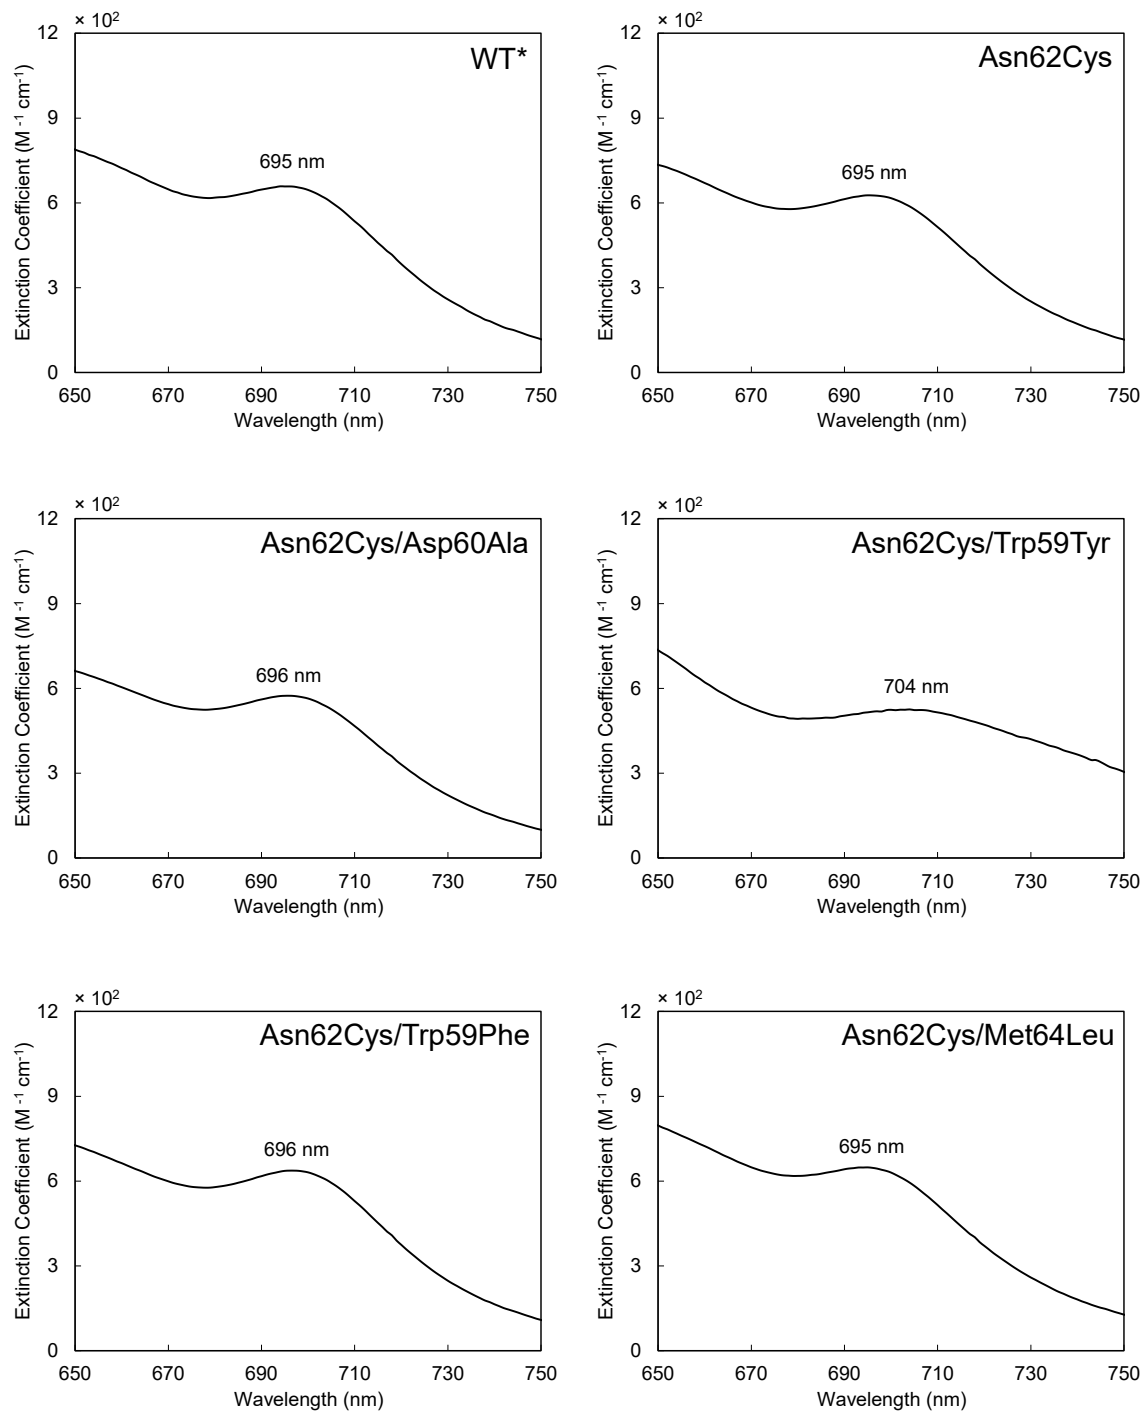 × 10²
12
9
6
3
0
Extinction Coefficient (M ⁻¹ cm⁻¹)
WT*
695 nm
650 670 690 710 730 750
Wavelength (nm)
× 10²
12
9
6
3
0
Extinction Coefficient (M ⁻¹ cm⁻¹)
Asn62Cys
695 nm
650 670 690 710 730 750
Wavelength (nm)
× 10²
12
9
6
3
0
Extinction Coefficient (M ⁻¹ cm⁻¹)
Asn62Cys/Asp60Ala
696 nm
650 670 690 710 730 750
Wavelength (nm)
× 10²
12
9
6
3
0
Extinction Coefficient (M ⁻¹ cm⁻¹)
Asn62Cys/Trp59Tyr
704 nm
650 670 690 710 730 750
Wavelength (nm)
× 10²
12
9
6
3
0
Extinction Coefficient (M ⁻¹ cm⁻¹)
Asn62Cys/Trp59Phe
696 nm
650 670 690 710 730 750
Wavelength (nm)
× 10²
12
9
6
3
0
Extinction Coefficient (M ⁻¹ cm⁻¹)
Asn62Cys/Met64Leu
695 nm
650 670 690 710 730 750
Wavelength (nm)